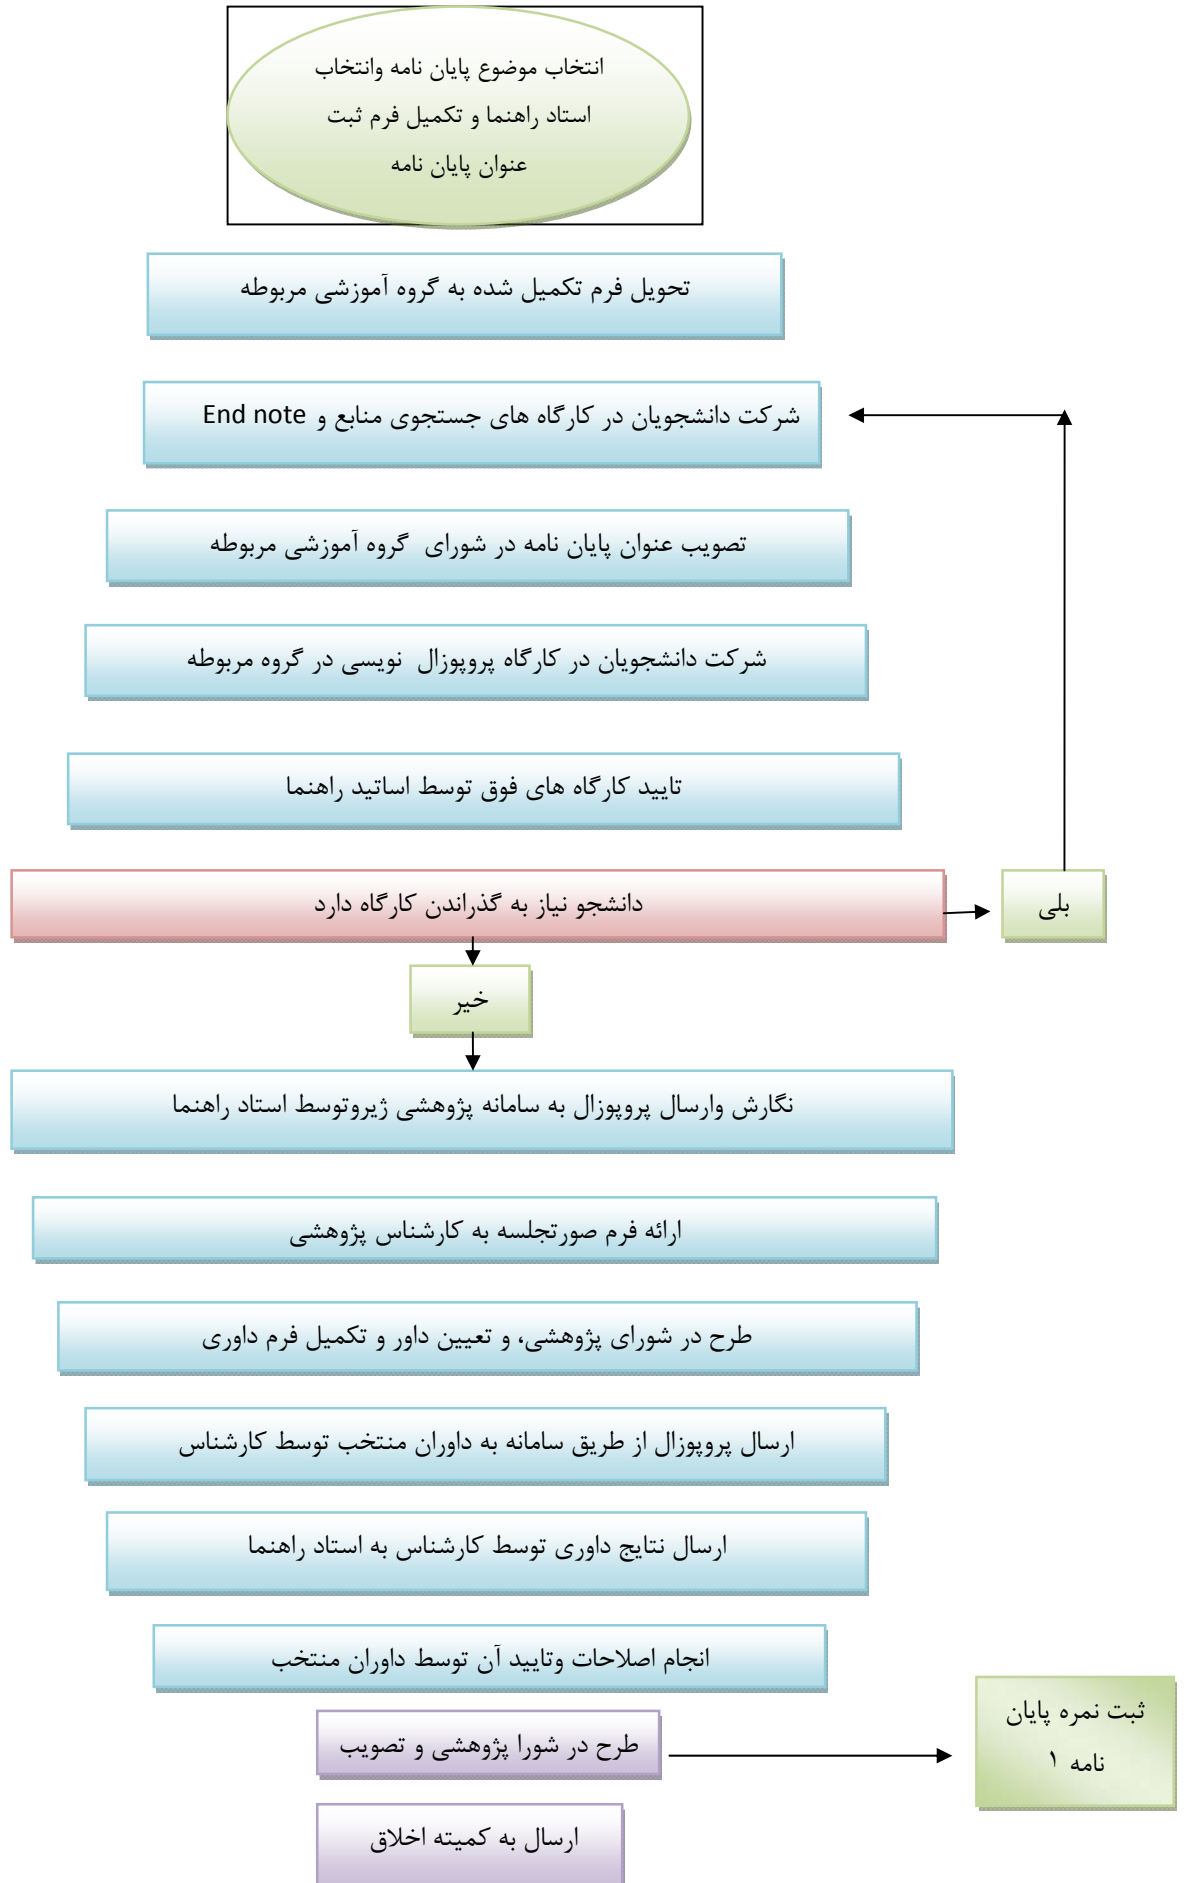 انتخاب موضوع پایان نامه وانتخاب
استاد راهنما و تکمیل فرم ثبت
عنوان پایان نامه
تحویل فرم تکمیل شده به گروه آموزشی مربوطه
شرکت دانشجویان در کارگاه های جستجوی منابع و End note
تصویب عنوان پایان نامه در شورای گروه آموزشی مربوطه
شرکت دانشجویان در کارگاه پروپوزال نویسی در گروه مربوطه
تایید کارگاه های فوق توسط اساتید راهنما
دانشجو نیاز به گذراندن کارگاه دارد
بلی
خیر
نگارش وارسال پروپوزال به سامانه پژوهشی ژیروتوسط استاد راهنما
ارائه فرم صورتجلسه به کارشناس پژوهشی
طرح در شورای پژوهشی، و تعیین داور و تکمیل فرم داوری
ارسال پروپوزال از طریق سامانه به داوران منتخب توسط کارشناس
ارسال نتایج داوری توسط کارشناس به استاد راهنما
انجام اصلاحات وتایید آن توسط داوران منتخب
طرح در شورا پژوهشی و تصویب
ثبت نمره پایان
نامه ۱
ارسال به کمیته اخلاق